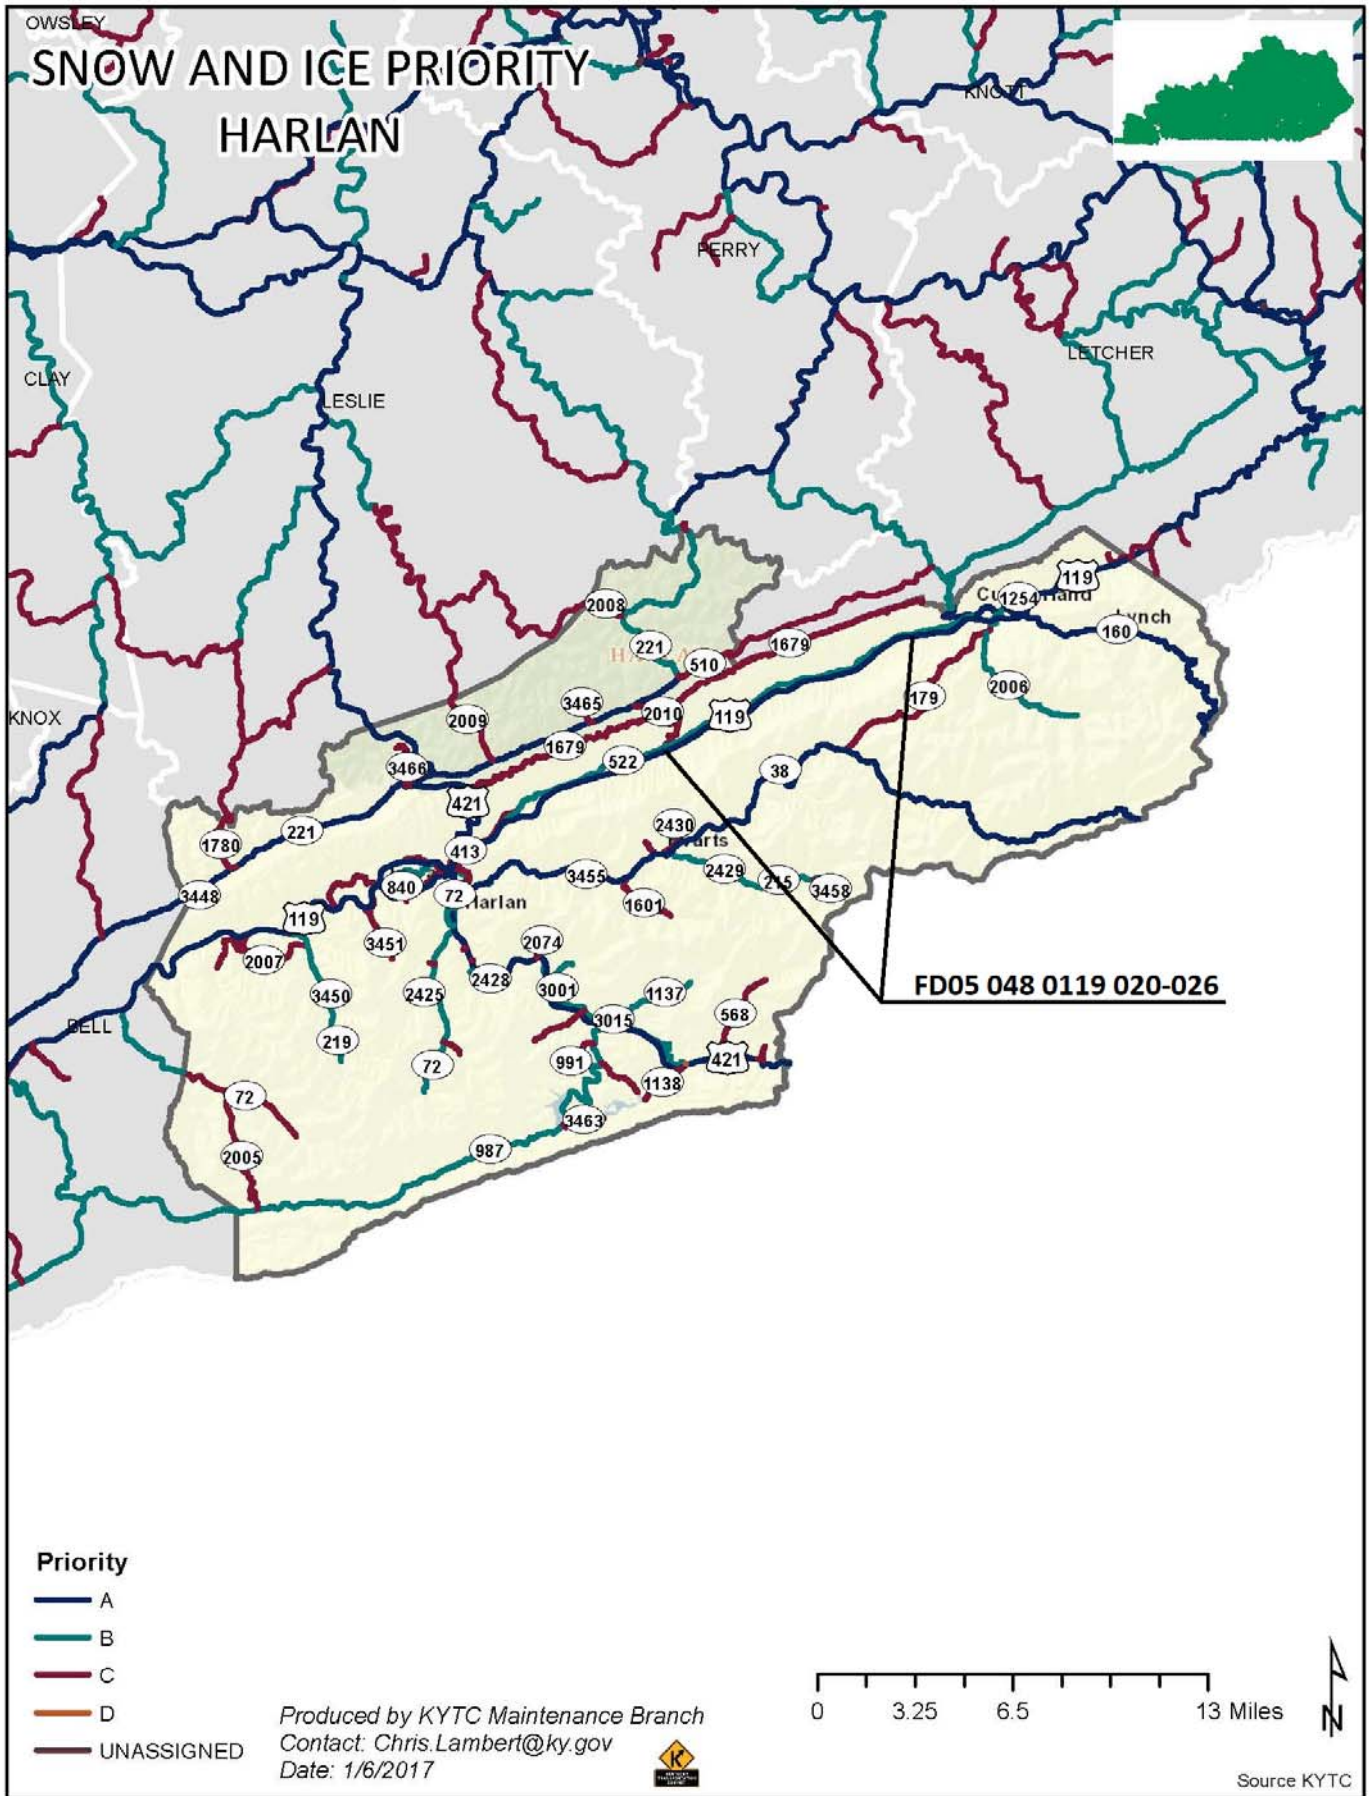 OWSLEY
SNOW AND ICE PRIORITY
HARLAN
KNOTT
PERRY
CLAY
LESLIE
LETCHER
119
1254
2008
160
221
510
1679
KNOX
2009
3465
2010
119
179
2006
1679
522
3466
38
421
221
2430
1780
413
3455
2429
215
3458
3448
840
72
Harlan
1601
119
3451
2074
2007
2428
3450
2425
3001
1137
FD05 048 0119 020-026
BELL
3015
568
219
991
421
72
1138
72
3463
987
2005
Priority
A
B
C
D
UNASSIGNED
Produced by KYTC Maintenance Branch
Contact: Chris.Lambert@ky.gov
Date: 1/6/2017
0 3.25 6.5 13 Miles
N
Source KYTC